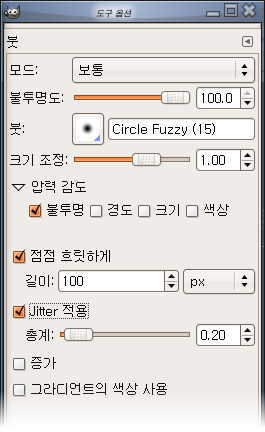 도구 옵션
붓
모드: 보통
불투명도: 100.0
붓: Circle Fuzzy (15)
크기 조정: 1.00
압력 감도
불투명 경도 크기 색상
점점 흐릿하게
길이: 100 px
Jitter 적용
총계: 0.20
증가
그라디언트의 색상 사용